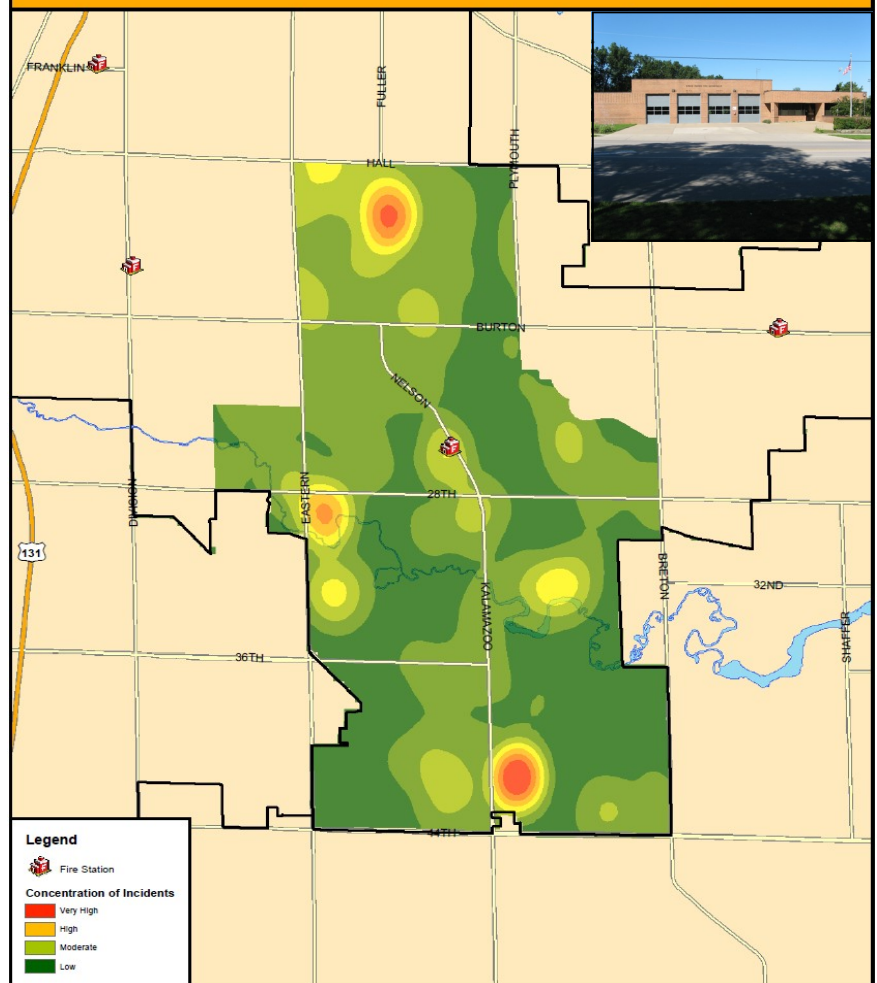 FRANKLIN
FULLER
PLYMOUTH
HALL
BURTON
NELSON
28TH
EASTERN
DIVISION
131
BRETON
32ND
KALAMAZOO
SHAFFER
36TH
44TH
Legend
Fire Station
Concentration of Incidents
Very High
High
Moderate
Low